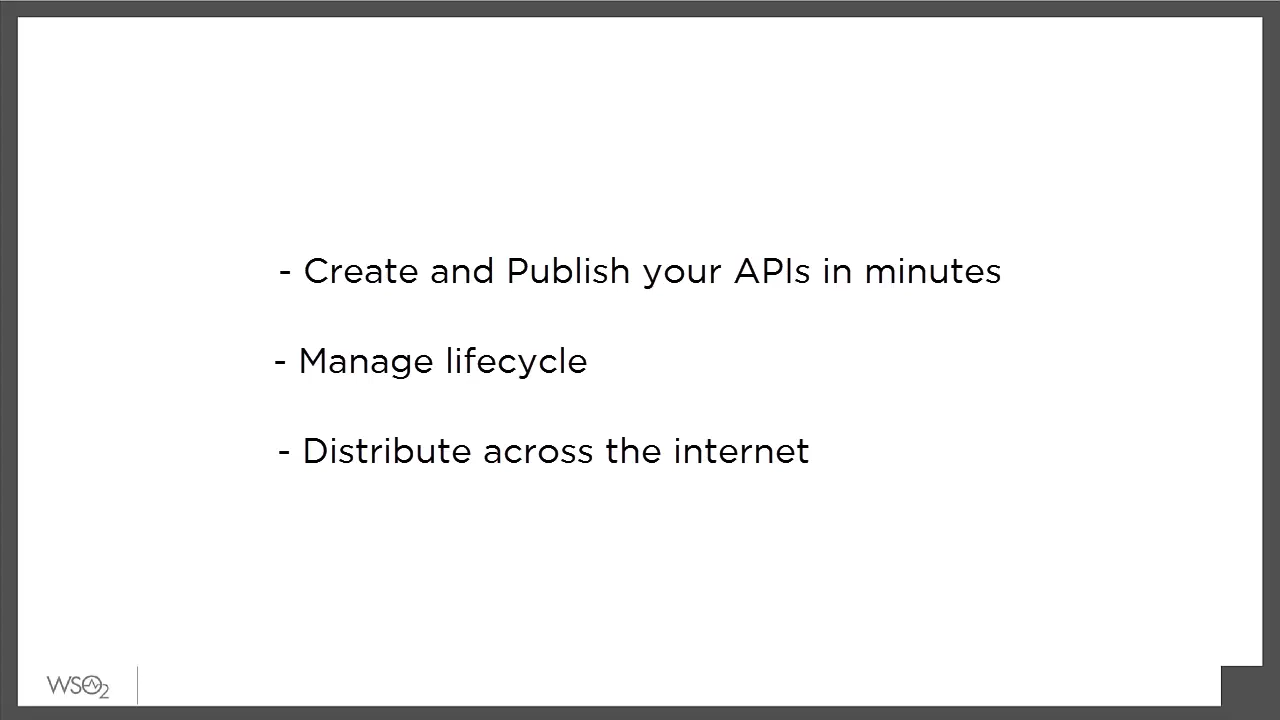 - Create and Publish your APIs in minutes
- Manage lifecycle
- Distribute across the internet
WSO2